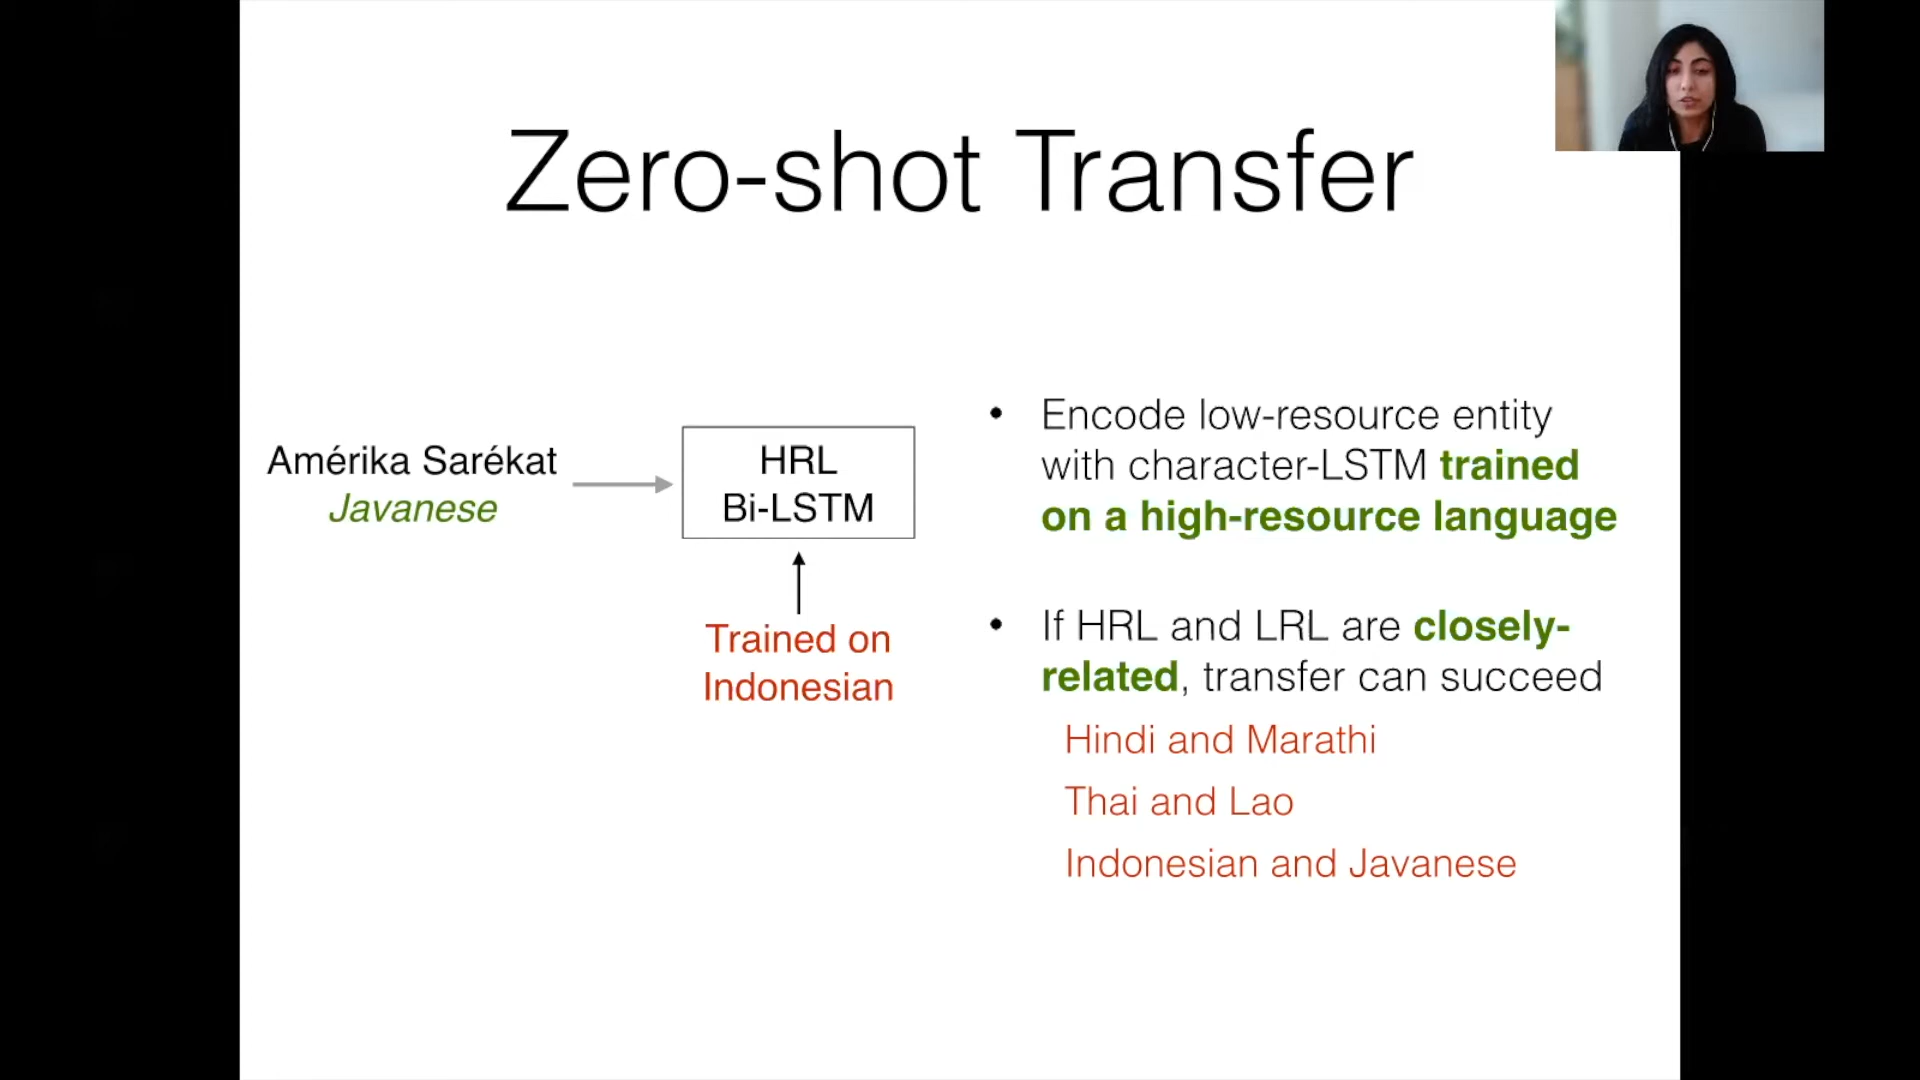 Zero-shot Transfer
Amérika Sarékat
Javanese
HRL
Bi-LSTM
Trained on
Indonesian
• Encode low-resource entity
with character-LSTM trained
on a high-resource language
• If HRL and LRL are closely-
related, transfer can succeed
Hindi and Marathi
Thai and Lao
Indonesian and Javanese